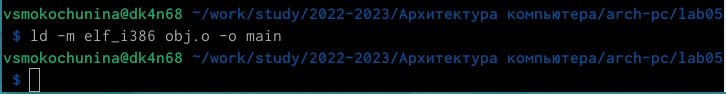 vsmokochunina@dk4n68 ~/work/study/2022-2023/Архитектура компьютера/arch-pc/lab05
$ ld -m elf_i386 obj.o -o main
vsmokochunina@dk4n68 ~/work/study/2022-2023/Архитектура компьютера/arch-pc/lab05
$